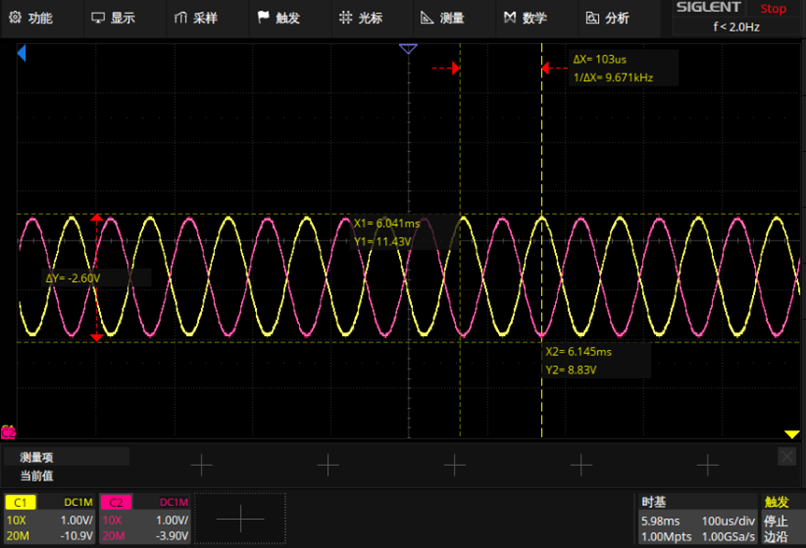 功能 显示 采样 触发 光标 测量 数学 分析
SIGLENT Stop
f < 2.0Hz
ΔX= 103us
1/ΔX= 9.671kHz
X1= 6.041ms
Y1= 11.43V
ΔY= -2.60V
X2= 6.145ms
Y2= 8.83V
测量项
当前值
C1 DC1M
10X 1.00V/
20M -10.9V
C2 DC1M
10X 1.00V/
20M -3.90V
时基
5.98ms 100us/div
1.00Mpts 1.00GSa/s
触发
停止
边沿